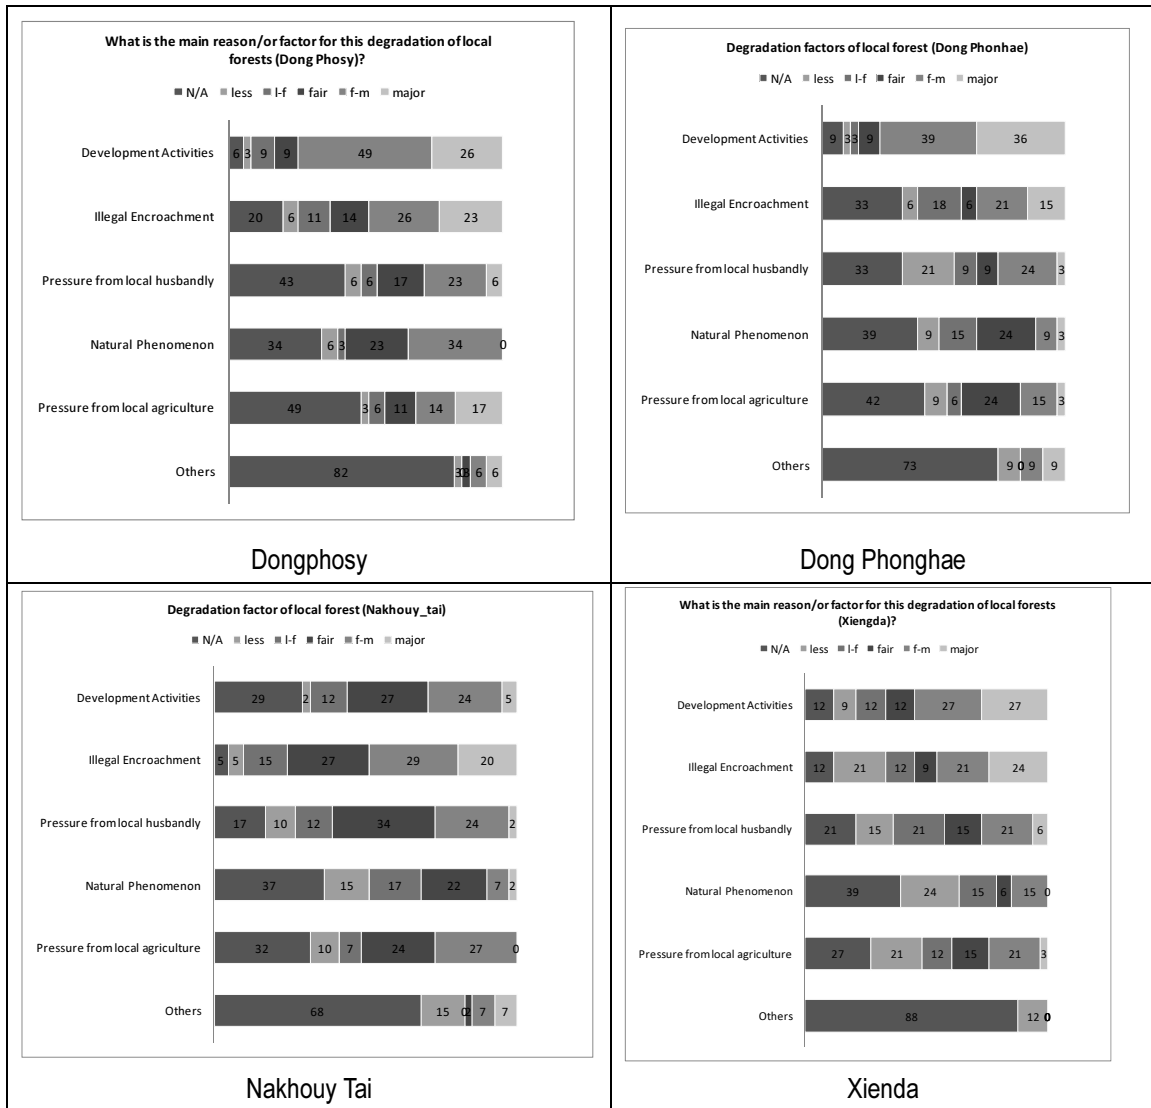 What is the main reason/or factor for this degradation of local
forests (Dong Phosy)?
N/A less l-f fair f-m major
Development Activities 6 3 9 9 49 26
Illegal Encroachment 20 6 11 14 26 23
Pressure from local husbandly 43 6 6 17 23 6
Natural Phenomenon 34 6 3 23 34 0
Pressure from local agriculture 49 3 6 11 14 17
Others 82 3 0 3 6 6
Dongphosy
Degradation factors of local forest (Dong Phonhae)
N/A less l-f fair f-m major
Development Activities 9 3 3 9 39 36
Illegal Encroachment 33 6 18 6 21 15
Pressure from local husbandly 33 21 9 9 24 3
Natural Phenomenon 39 9 15 24 9 3
Pressure from local agriculture 42 9 6 24 15 3
Others 73 9 0 9 9
Dong Phonghae
Degradation factor of local forest (Nakhouy_tai)
N/A less l-f fair f-m major
Development Activities 29 2 12 27 24 5
Illegal Encroachment 5 5 15 27 29 20
Pressure from local husbandly 17 10 12 34 24 2
Natural Phenomenon 37 15 17 22 7 2
Pressure from local agriculture 32 10 7 24 27 0
Others 68 15 0 2 7 7
Nakhouy Tai
What is the main reason/or factor for this degradation of local forests
(Xiengda)?
N/A less l-f fair f-m major
Development Activities 12 9 12 12 27 27
Illegal Encroachment 12 21 12 9 21 24
Pressure from local husbandly 21 15 21 15 21 6
Natural Phenomenon 39 24 15 6 15 0
Pressure from local agriculture 27 21 12 15 21 3
Others 88 12 0
Xienda